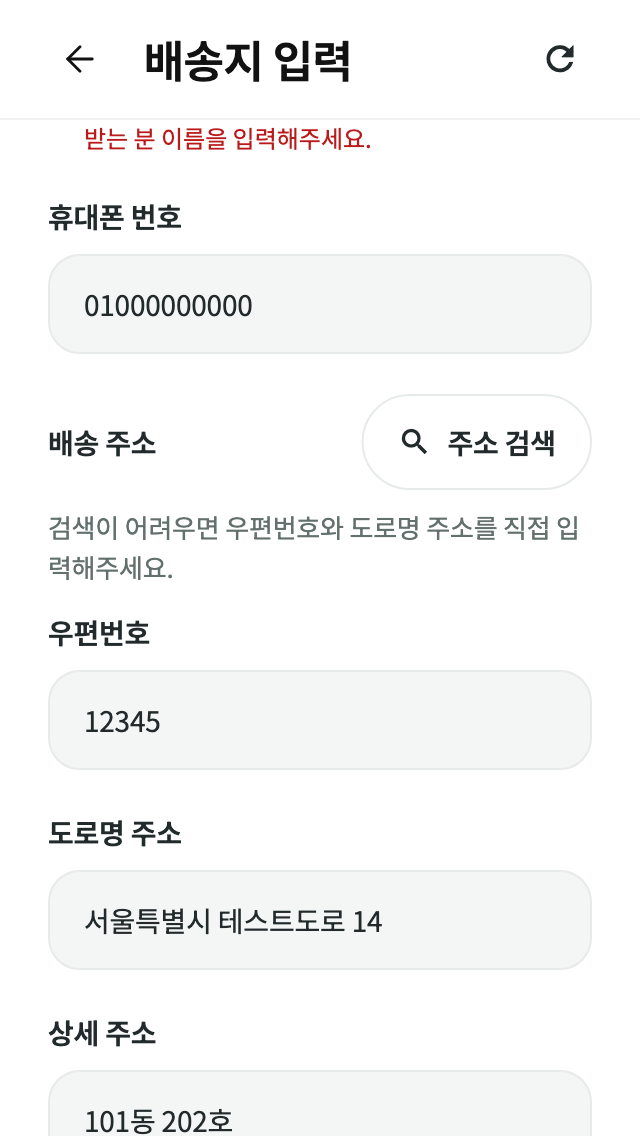 배송지 입력
받는 분 이름을 입력해주세요.
휴대폰 번호
01000000000
배송 주소
주소 검색
검색이 어려우면 우편번호와 도로명 주소를 직접 입
력해주세요.
우편번호
12345
도로명 주소
서울특별시 테스트도로 14
상세 주소
101동 202호